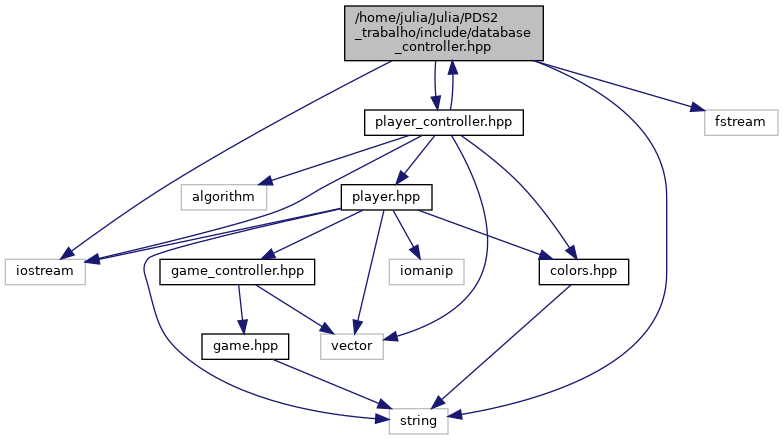 /home/julia/Julia/PDS2
_trabalho/include/database
_controller.hpp
player_controller.hpp
fstream
algorithm
player.hpp
iostream
game_controller.hpp
iomanip
colors.hpp
game.hpp
vector
string